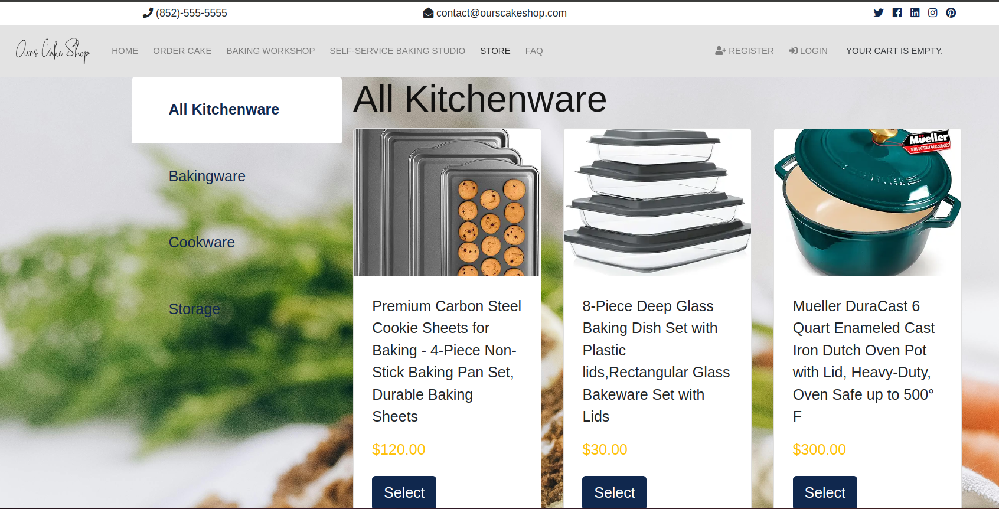 (852)-555-5555
contact@ourscakeshop.com
Ours Cake Shop
HOME
ORDER CAKE
BAKING WORKSHOP
SELF-SERVICE BAKING STUDIO
STORE
FAQ
REGISTER
LOGIN
YOUR CART IS EMPTY.
All Kitchenware
Bakingware
Cookware
Storage
All Kitchenware
Premium Carbon Steel
Cookie Sheets for
Baking - 4-Piece Non-
Stick Baking Pan Set,
Durable Baking
Sheets
$120.00
Select
8-Piece Deep Glass
Baking Dish Set with
Plastic
lids,Rectangular Glass
Bakeware Set with
Lids
$30.00
Select
Mueller
TOTAL SATISFACTION ASSURANCE
Mueller DuraCast 6
Quart Enameled Cast
Iron Dutch Oven Pot
with Lid, Heavy-Duty,
Oven Safe up to 500°
F
$300.00
Select